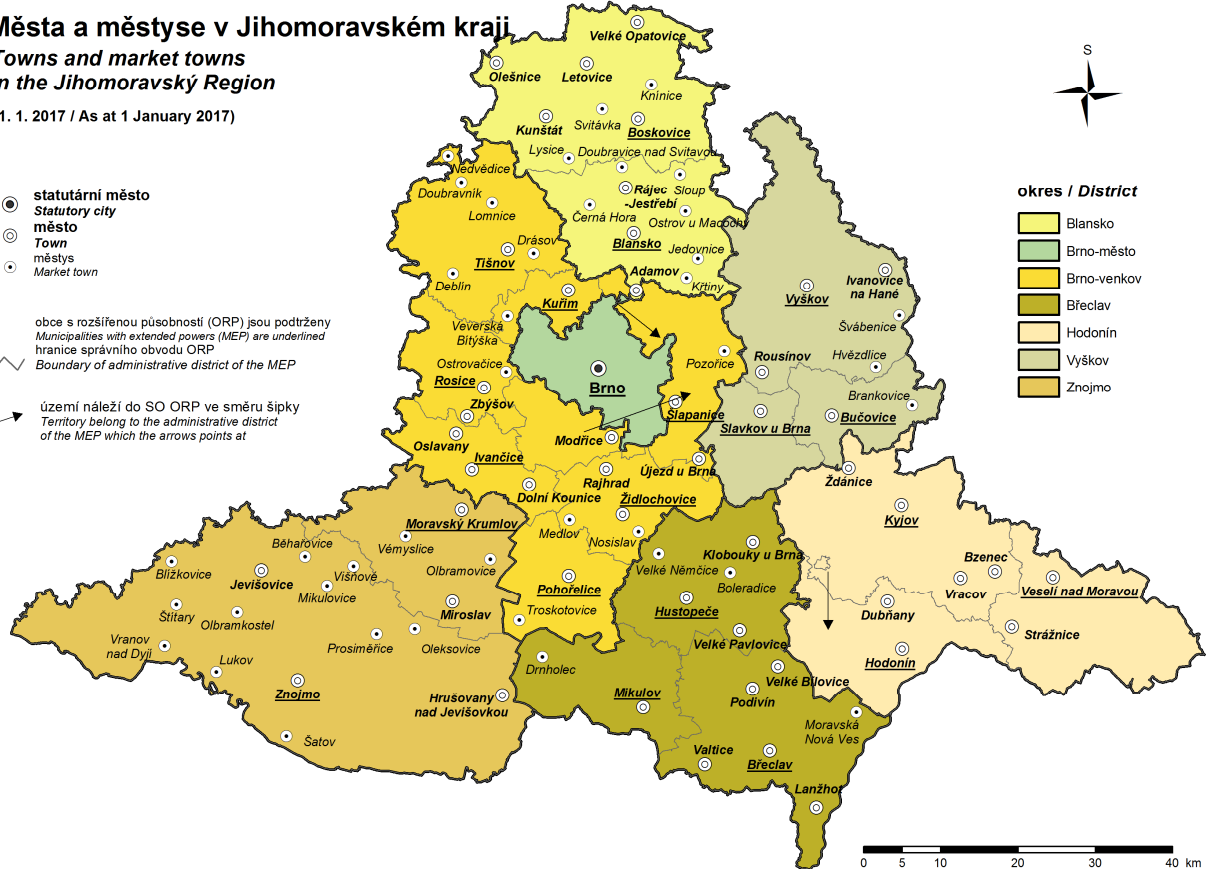 Města a městyse v Jihomoravském kraji
Towns and market towns
in the Jihomoravský Region
1. 1. 2017 / As at 1 January 2017)
statutární město
Statutory city
město
Town
městys
Market town
obce s rozšířenou působností (ORP) jsou podtrženy
Municipalities with extended powers (MEP) are underlined
hranice správního obvodu ORP
Boundary of administrative district of the MEP
území náleží do SO ORP ve směru šipky
Territory belong to the administrative district
of the MEP which the arrows points at
S
okres / District
Blansko
Brno-město
Brno-venkov
Břeclav
Hodonín
Vyškov
Znojmo
Velké Opatovice
Olešnice
Letovice
Knínice
Svitávka
Kunštát
Boskovice
Lysice
Doubravice nad Svitavou
Nedvědice
Doubravník
Rájec
-Jestřebí
Sloup
Lomnice
Černá Hora
Ostrov u Macochy
Drásov
Blansko
Jedovnice
Tišnov
Adamov
Deblín
Křtiny
Kuřim
Ivanovice
na Hané
Vyškov
Švábenice
Veverská
Bítýška
Ostrovačice
Pozořice
Rousínov
Hvězdlice
Rosice
Brno
Brankovice
Zbýšov
Šlapanice
Slavkov u Brna
Bučovice
Oslavany
Modřice
Ivančice
Rajhrad
Újezd u Brna
Ždánice
Dolní Kounice
Židlochovice
Moravský Krumlov
Kyjov
Medlov
Nosislav
Vémyslice
Běhařovice
Klobouky u Brna
Blížkovice
Jevišovice
Višňové
Olbramovice
Velké Němčice
Bzenec
Mikulovice
Pohořelice
Boleradice
Vracov
Veselí nad Moravou
Štítary
Olbramkostel
Miroslav
Troskotovice
Hustopeče
Dubňany
Vranov
nad Dyjí
Prosiměřice
Oleksovice
Velké Pavlovice
Strážnice
Lukov
Drnholec
Hodonín
Znojmo
Hrušovany
nad Jevišovkou
Mikulov
Velké Bílovice
Podivín
Šatov
Moravská
Nová Ves
Valtice
Břeclav
Lanžhot
0 5 10 20 30 40 km